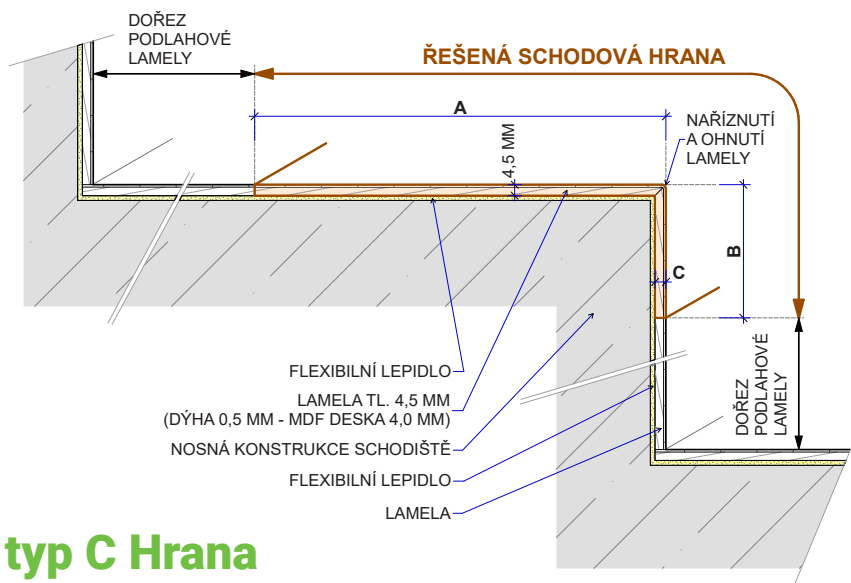 DOŘEZ
PODLAHOVÉ
LAMELY
ŘEŠENÁ SCHODOVÁ HRANA
A
NAŘÍZNUTÍ
A OHNUTÍ
LAMELY
4,5 MM
C
B
DOŘEZ
PODLAHOVÉ
LAMELY
FLEXIBILNÍ LEPIDLO
LAMELA TL. 4,5 MM
(DÝHA 0,5 MM - MDF DESKA 4,0 MM)
NOSNÁ KONSTRUKCE SCHODIŠTĚ
FLEXIBILNÍ LEPIDLO
LAMELA
typ C Hrana